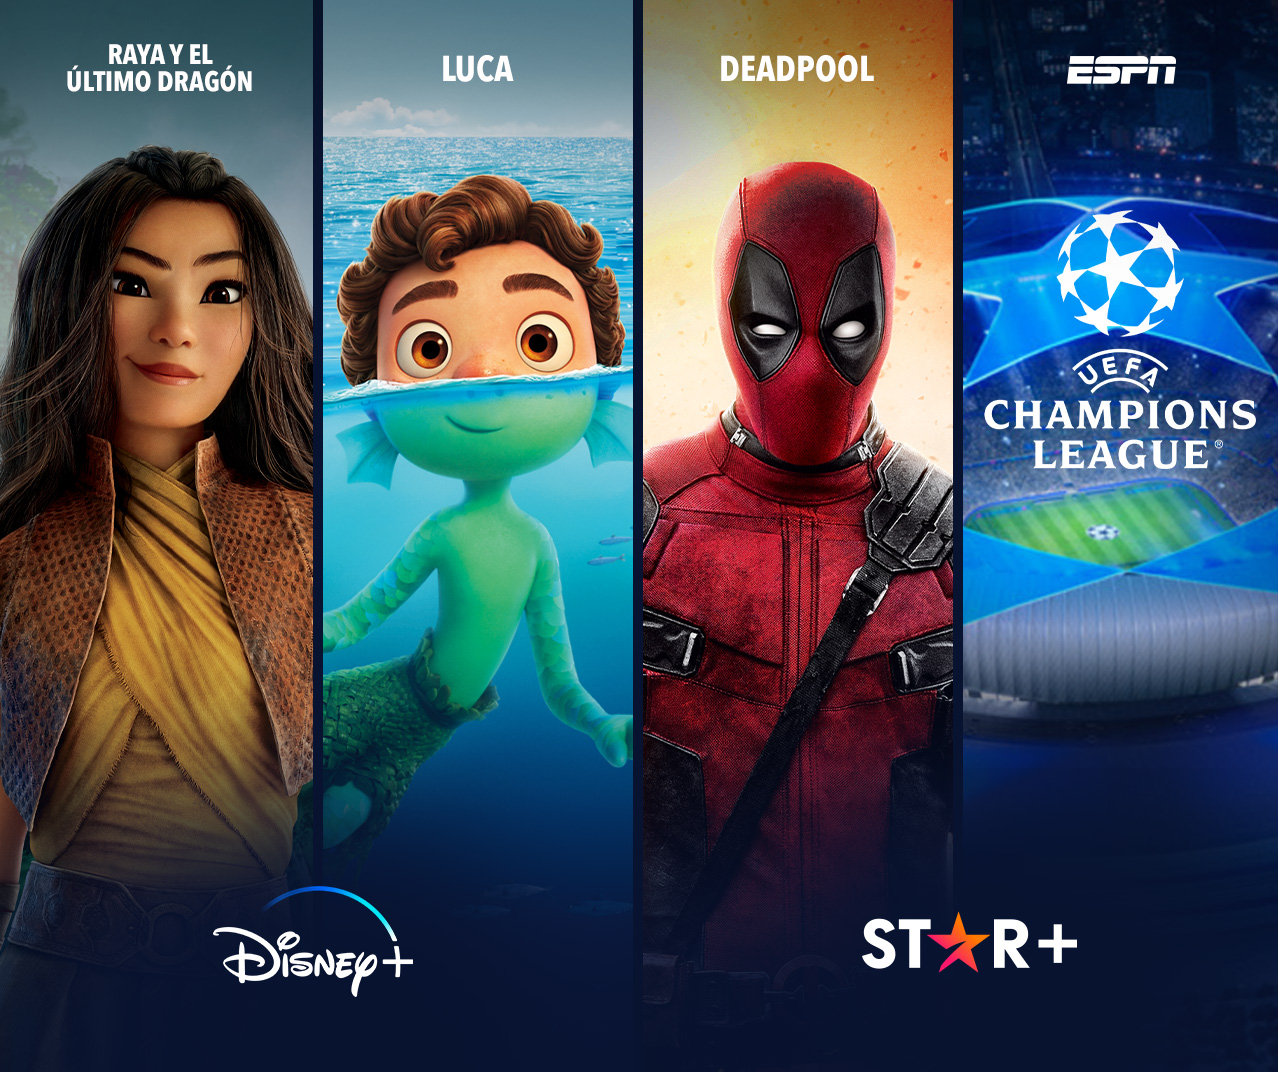 RAYA Y EL
ÚLTIMO DRAGÓN
LUCA
DEADPOOL
ESPN
UEFA
CHAMPIONS
LEAGUE®
Disney+
STAR+